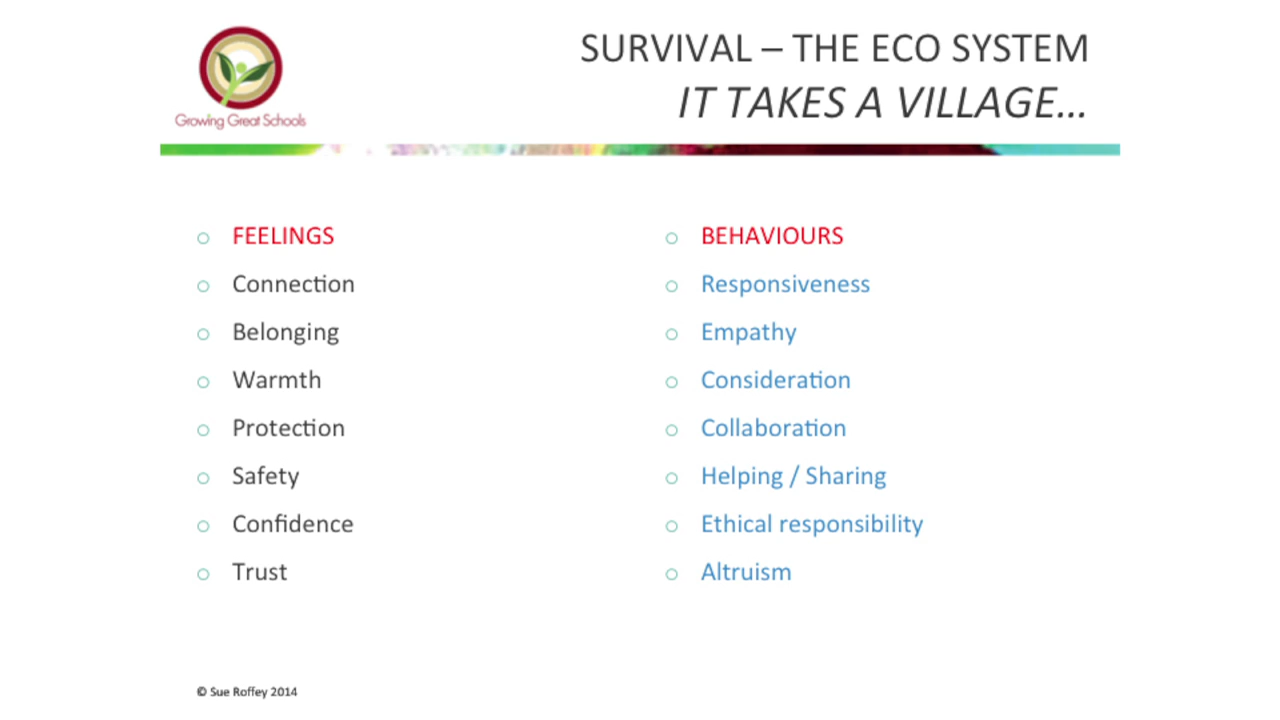 Growing Great Schools
SURVIVAL – THE ECO SYSTEM
IT TAKES A VILLAGE...
FEELINGS
Connection
Belonging
Warmth
Protection
Safety
Confidence
Trust
BEHAVIOURS
Responsiveness
Empathy
Consideration
Collaboration
Helping / Sharing
Ethical responsibility
Altruism
© Sue Roffey 2014